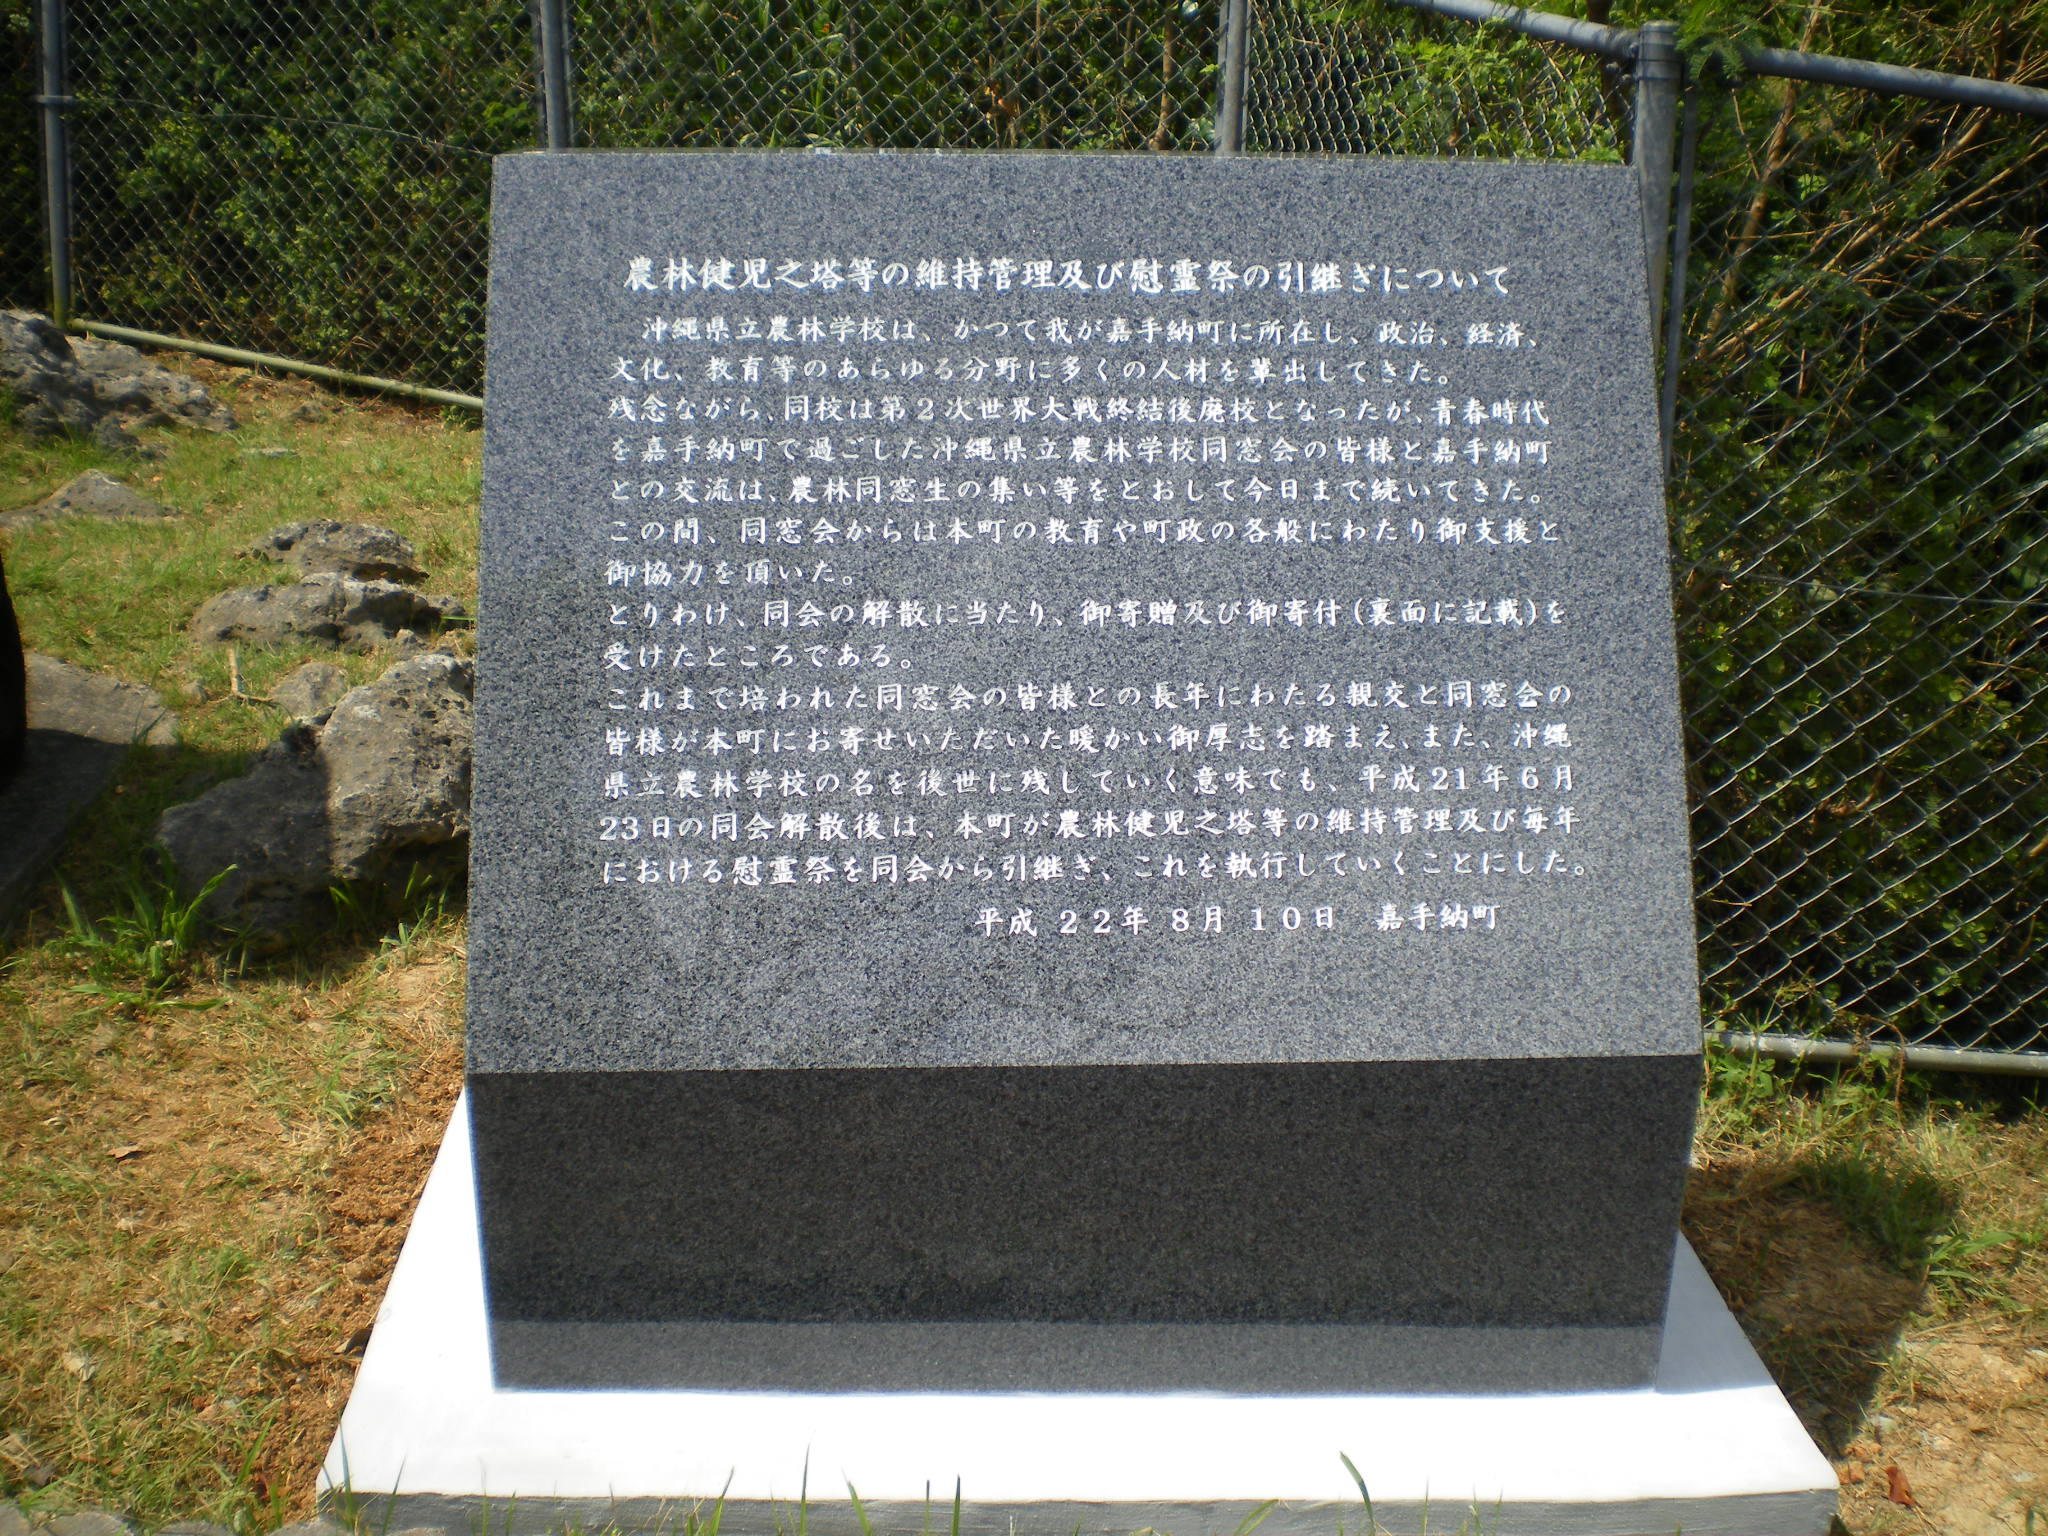 農林健児之塔等の維持管理及び慰霊祭の引継ぎについて
沖縄県立農林学校は、かつて我が嘉手納町に所在し、政治、経済、
文化、教育等のあらゆる分野に多くの人材を輩出してきた。
残念ながら、同校は第2次世界大戦終結後廃校となったが、青春時代
を嘉手納町で過ごした沖縄県立農林学校同窓会の皆様と嘉手納町
との交流は、農林同窓生の集い等をとおして今日まで続いてきた。
この間、同窓会からは本町の教育や町政の各般にわたり御支援と
御協力を頂いた。
とりわけ、同会の解散に当たり、御寄贈及び御寄付(裏面に記載)を
受けたところである。
これまで培われた同窓会の皆様との長年にわたる親交と同窓会の
皆様が本町にお寄せいただいた暖かい御厚志を踏まえ、また、沖縄
県立農林学校の名を後世に残していく意味でも、平成21年6月
23日の同会解散後は、本町が農林健児之塔等の維持管理及び毎年
における慰霊祭を同会から引継ぎ、これを執行していくことにした。
平成 22年 8月 10日 嘉手納町